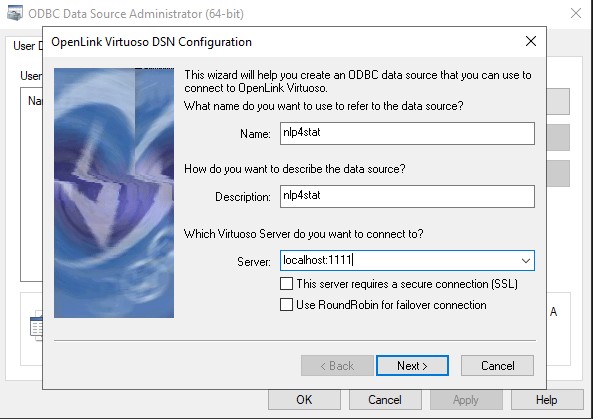 ODBC Data Source Administrator (64-bit)
OpenLink Virtuoso DSN Configuration
User D
User
Na
This wizard will help you create an ODBC data source that you can use to
connect to OpenLink Virtuoso.
What name do you want to use to refer to the data source?
Name: nlp4stat
How do you want to describe the data source?
Description: nlp4stat
Which Virtuoso Server do you want to connect to?
Server: localhost:1111
This server requires a secure connection (SSL)
Use RoundRobin for failover connection
A
< Back Next > Cancel
OK Cancel Apply Help